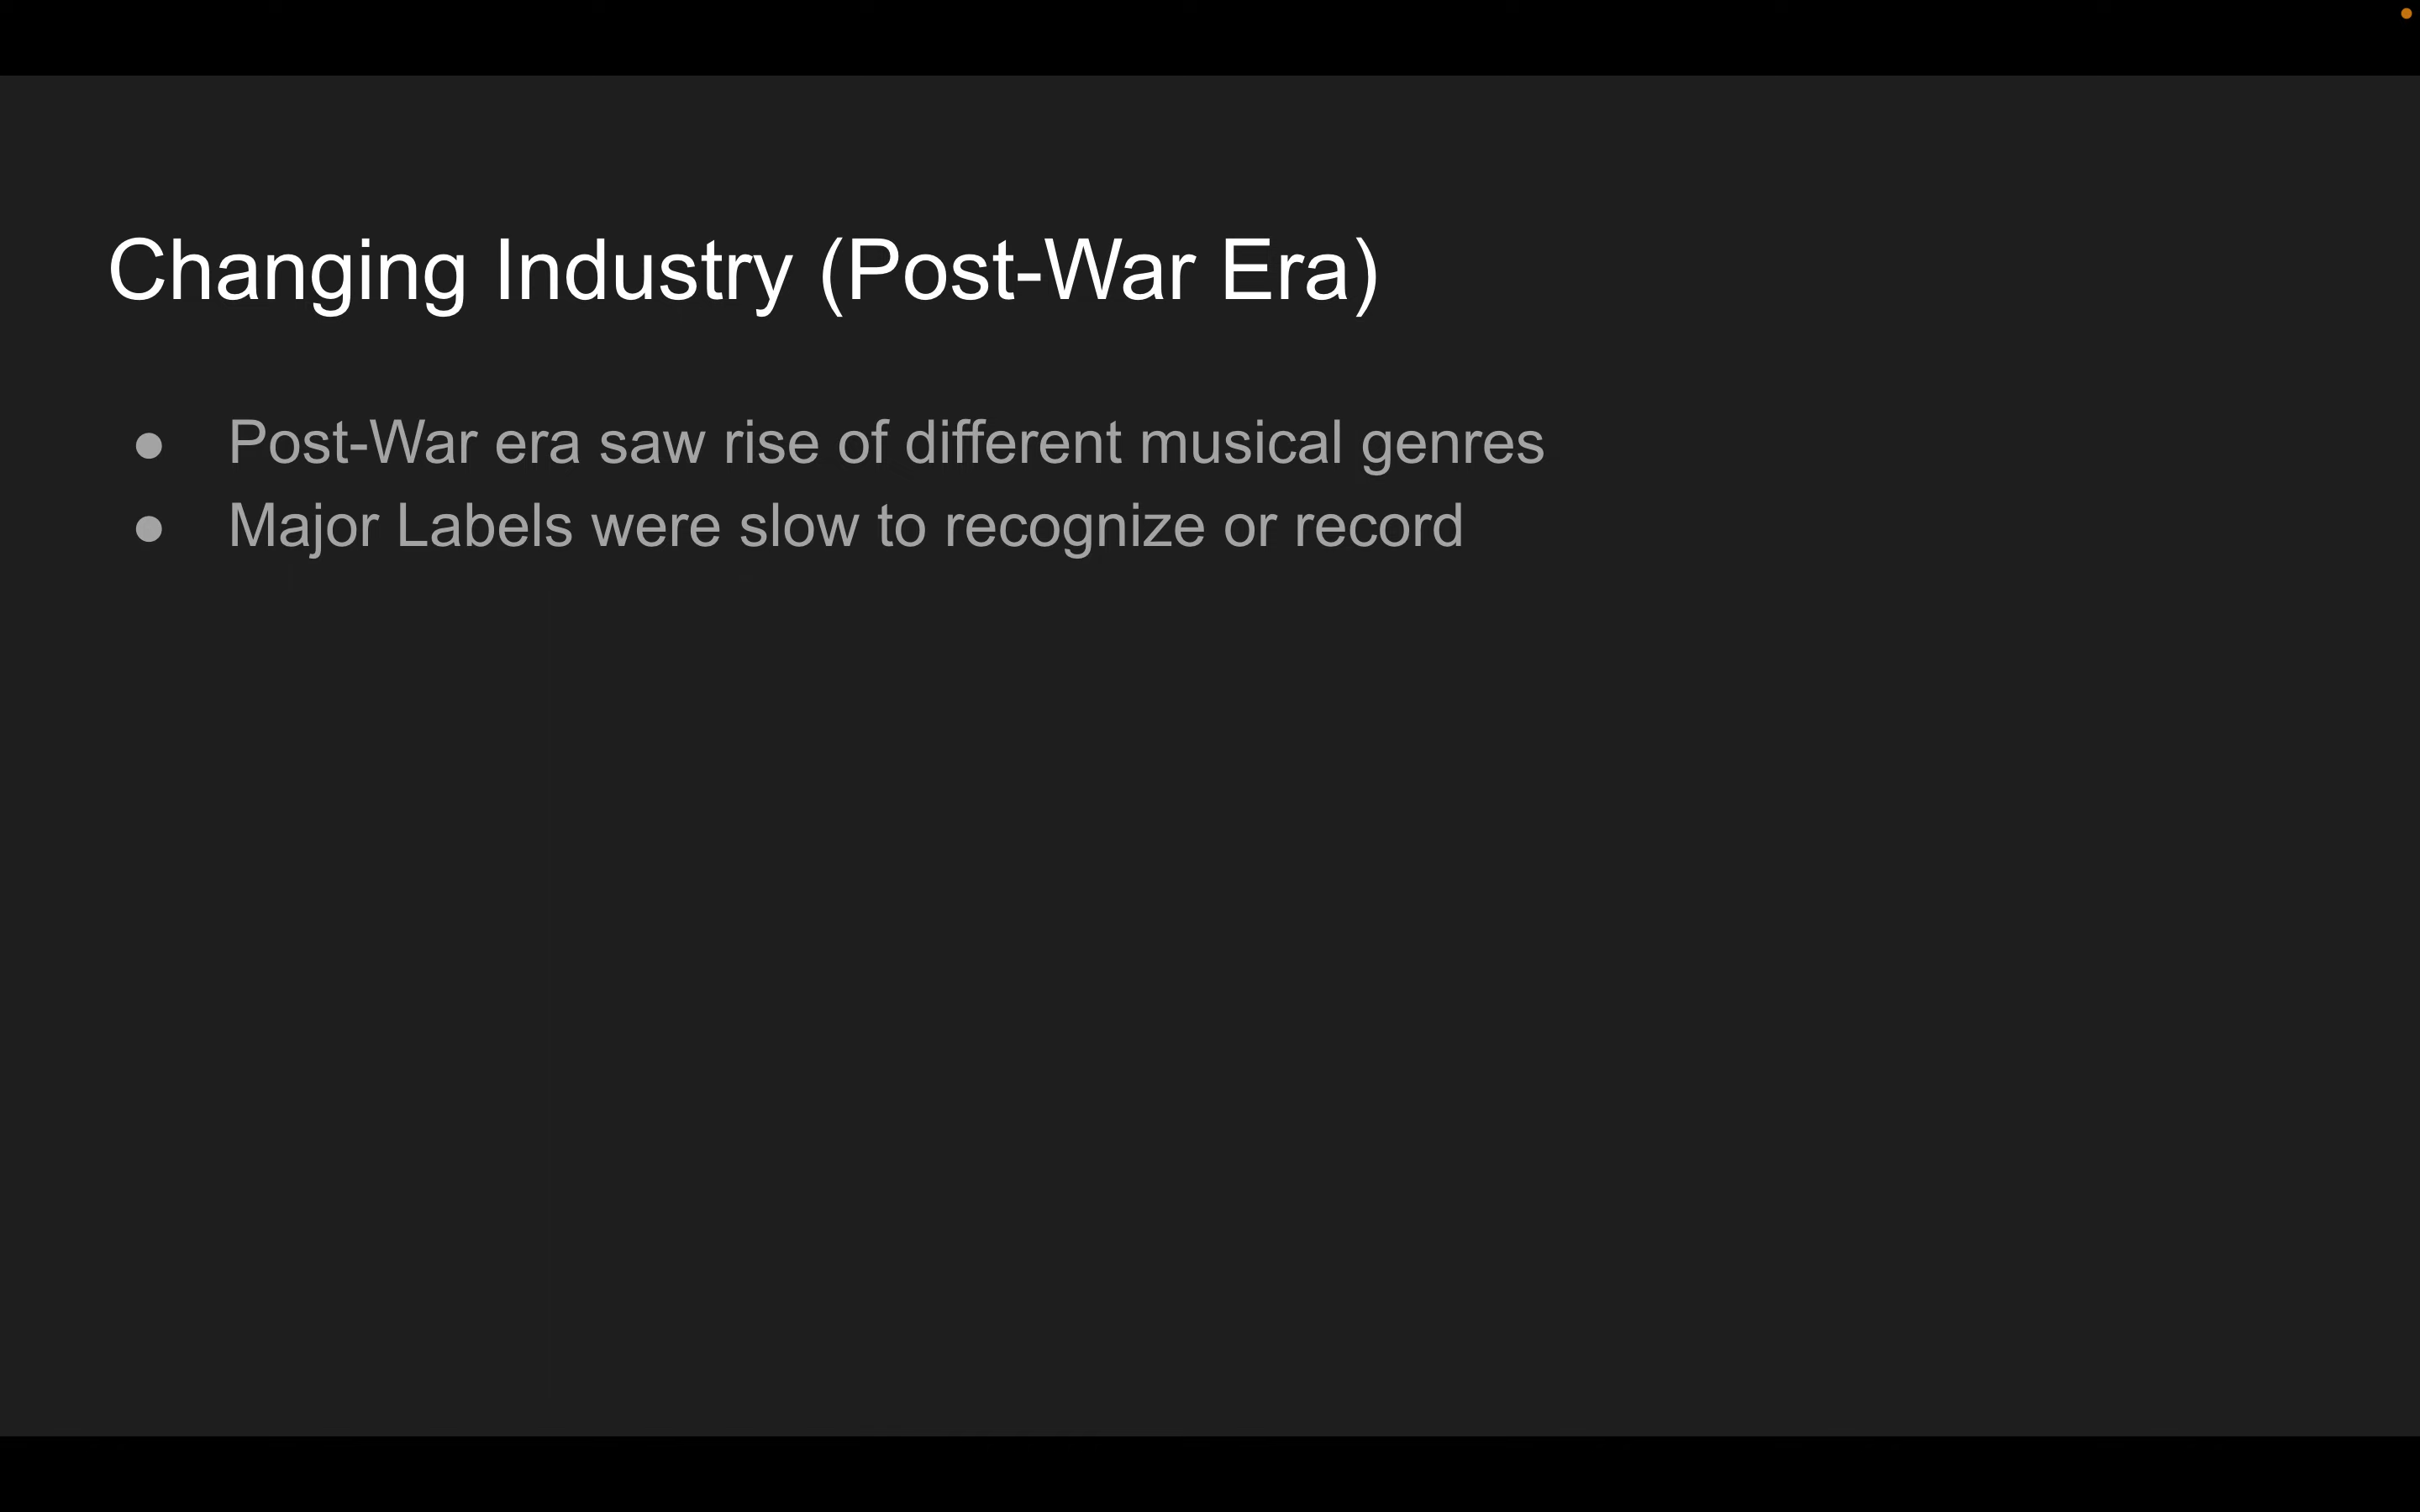 Changing Industry (Post-War Era)
● Post-War era saw rise of different musical genres
● Major Labels were slow to recognize or record